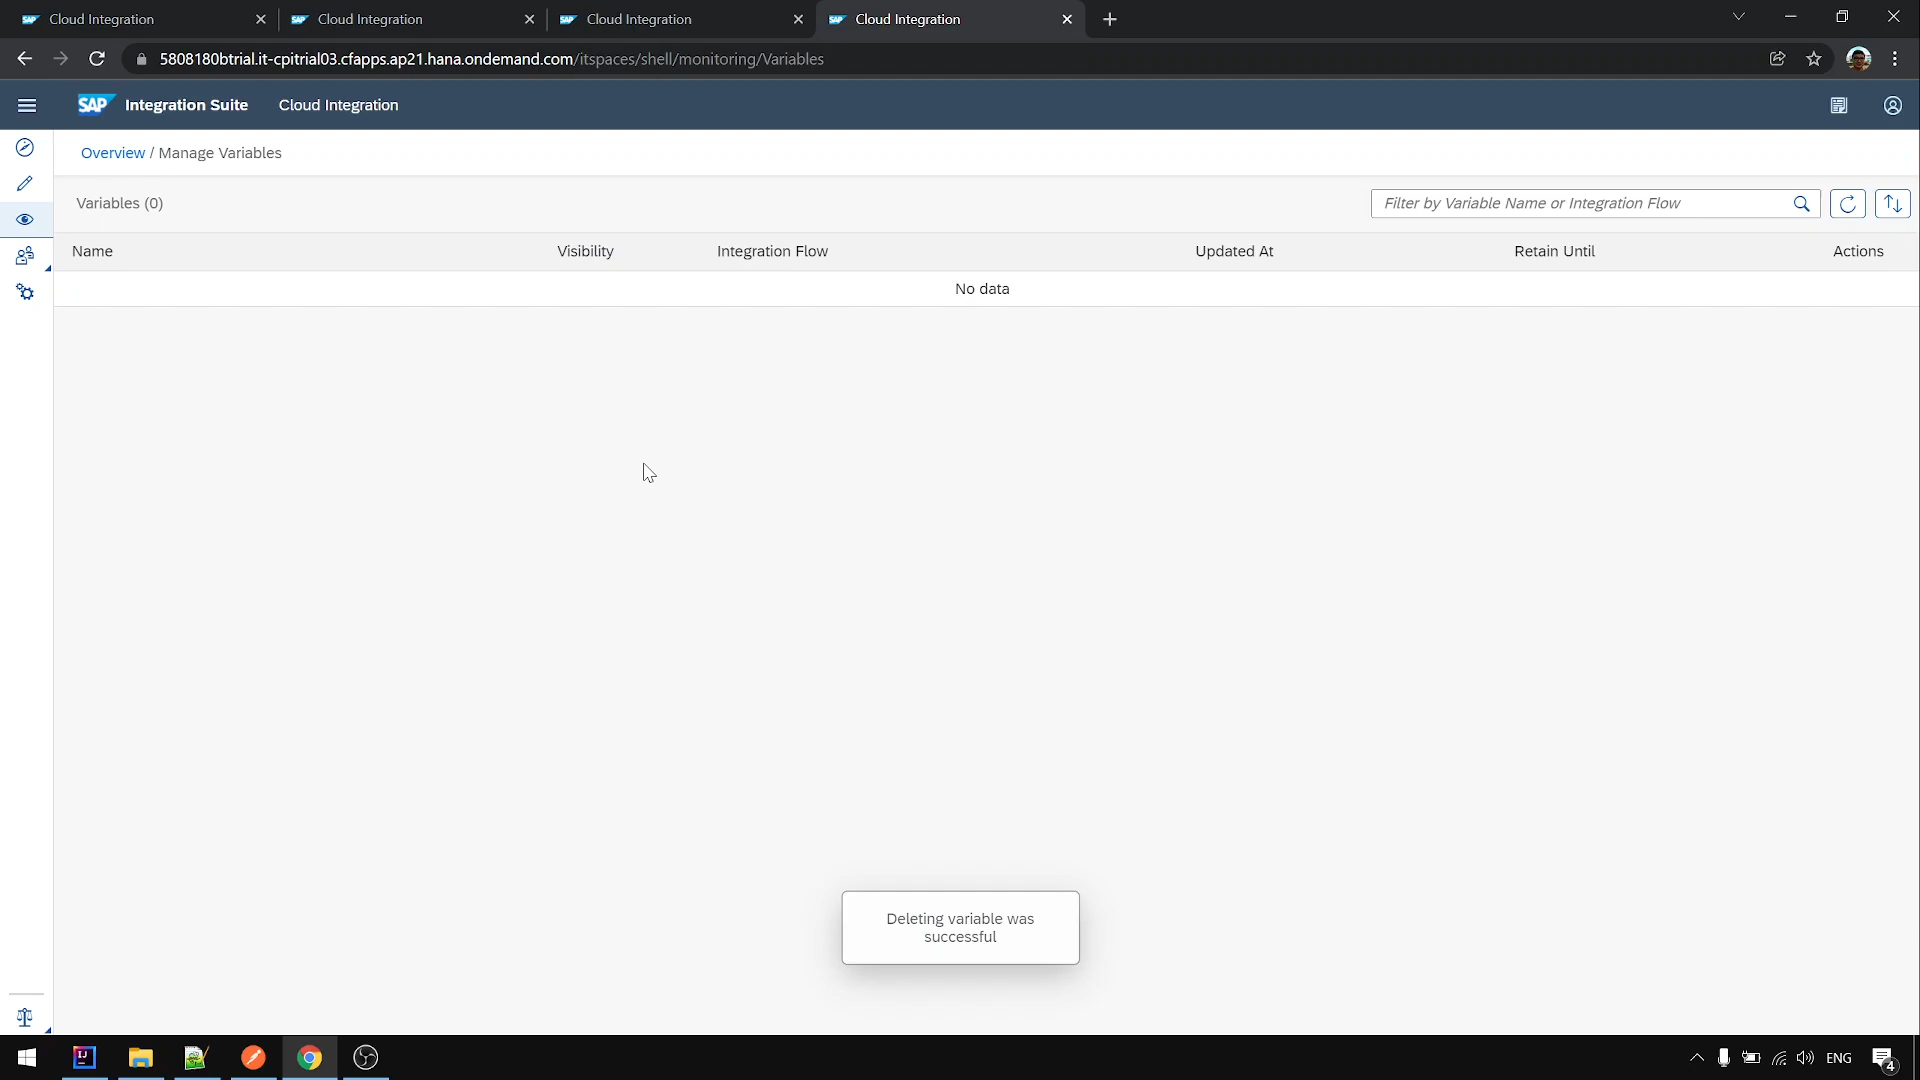 Cloud Integration
Cloud Integration
Cloud Integration
Cloud Integration
5808180btrial.it-cpitrial03.cfapps.ap21.hana.ondemand.com/itspaces/shell/monitoring/Variables
SAP Integration Suite Cloud Integration
Overview / Manage Variables
Variables (0)
Filter by Variable Name or Integration Flow
Name Visibility Integration Flow Updated At Retain Until Actions
No data
Deleting variable was
successful
ENG
4